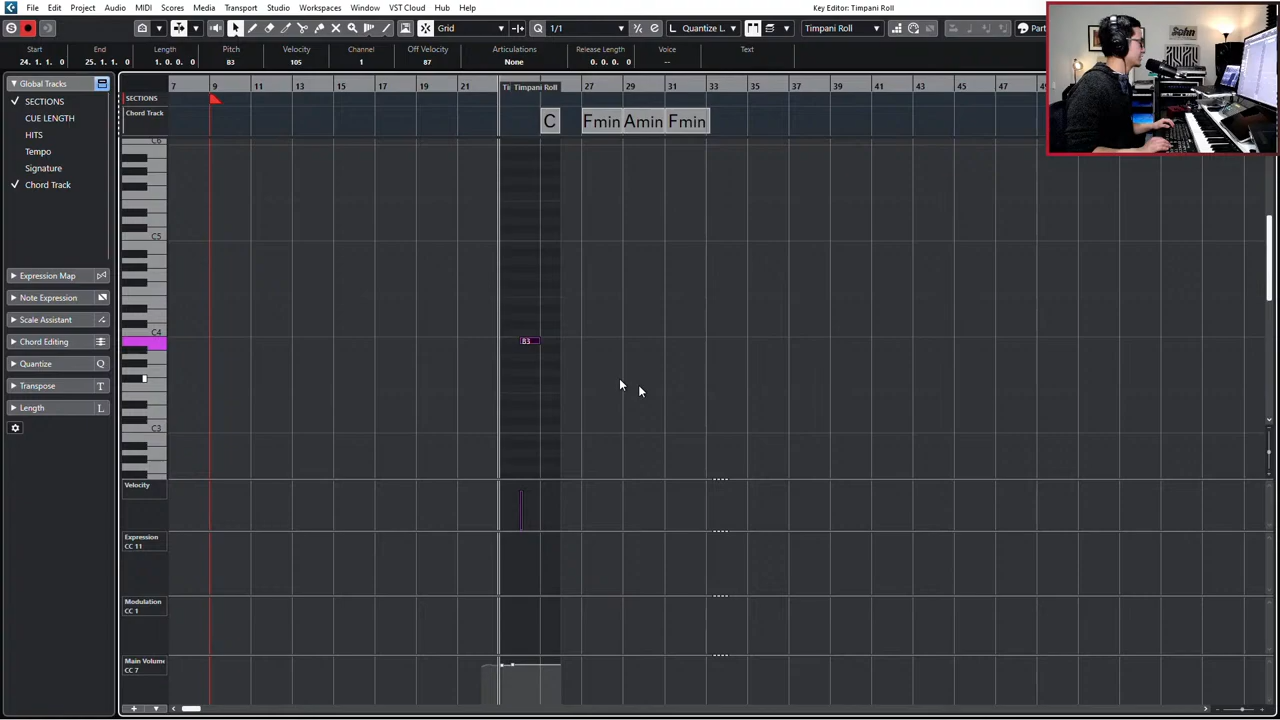 Key Editor: Timpani Roll
File Edit Project Audio MIDI Scores Media Transport Studio Workspaces Window VST Cloud Hub Help
Grid 1/1 Quantize L.. Timpani Roll Part
Start End Length Pitch Velocity Channel Off Velocity Articulations Release Length Voice Text
24. 1. 1. 0 25. 1. 1. 0 1. 0. 0. 0 B3 105 1 87 None 0. 0. 0. 0 --
Global Tracks
SECTIONS
CUE LENGTH
HITS
Tempo
Signature
Chord Track
Expression Map
Note Expression
Scale Assistant
Chord Editing
Quantize Q
Transpose T
Length L
7 9 11 13 15 17 19 21 Timpani Roll 27 29 31 33 35 37 39 41 43 45 47
SECTIONS
Chord Track
C Fmin Amin Fmin
C6
C5
C4
B3
C3
Velocity
Expression
CC 11
Modulation
CC 1
Main Volume
CC 7